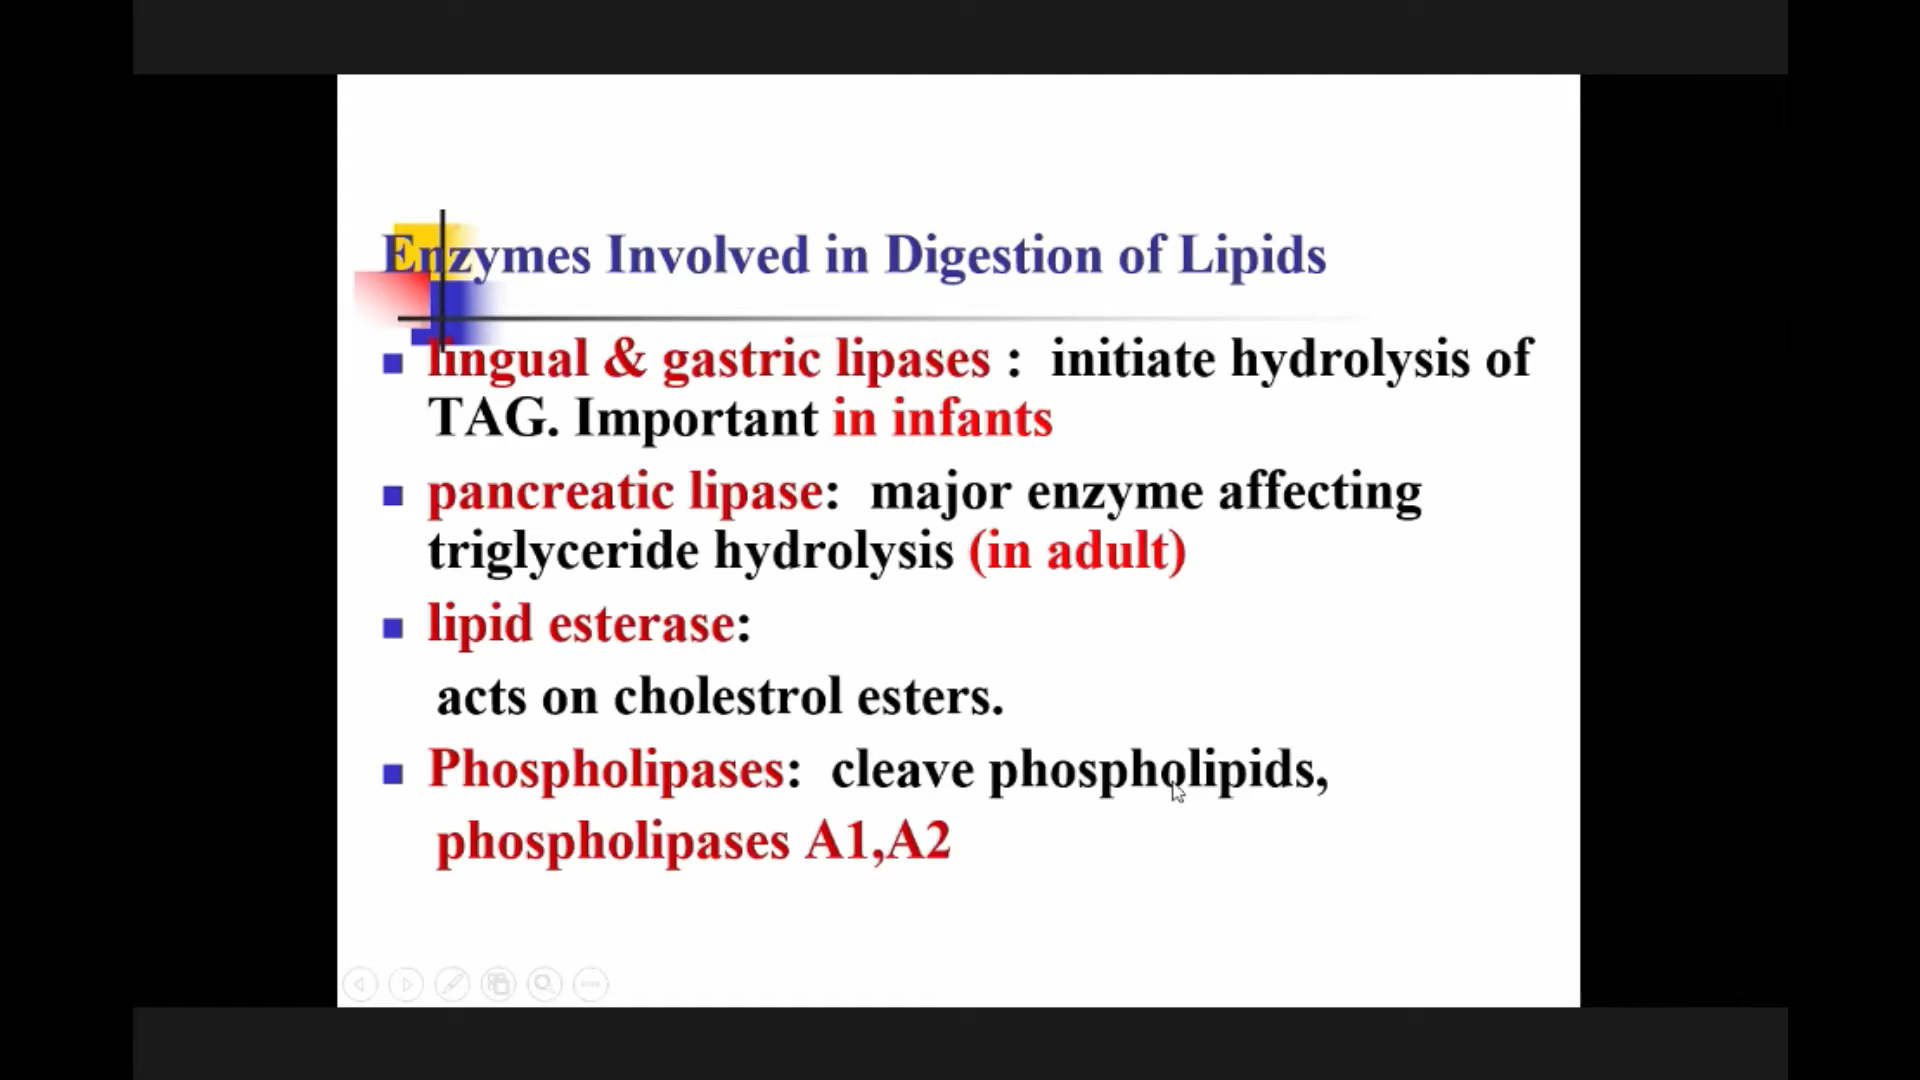 Enzymes Involved in Digestion of Lipids
lingual & gastric lipases : initiate hydrolysis of
TAG. Important in infants
pancreatic lipase: major enzyme affecting
triglyceride hydrolysis (in adult)
lipid esterase:
acts on cholestrol esters.
Phospholipases: cleave phospholipids,
phospholipases A1,A2